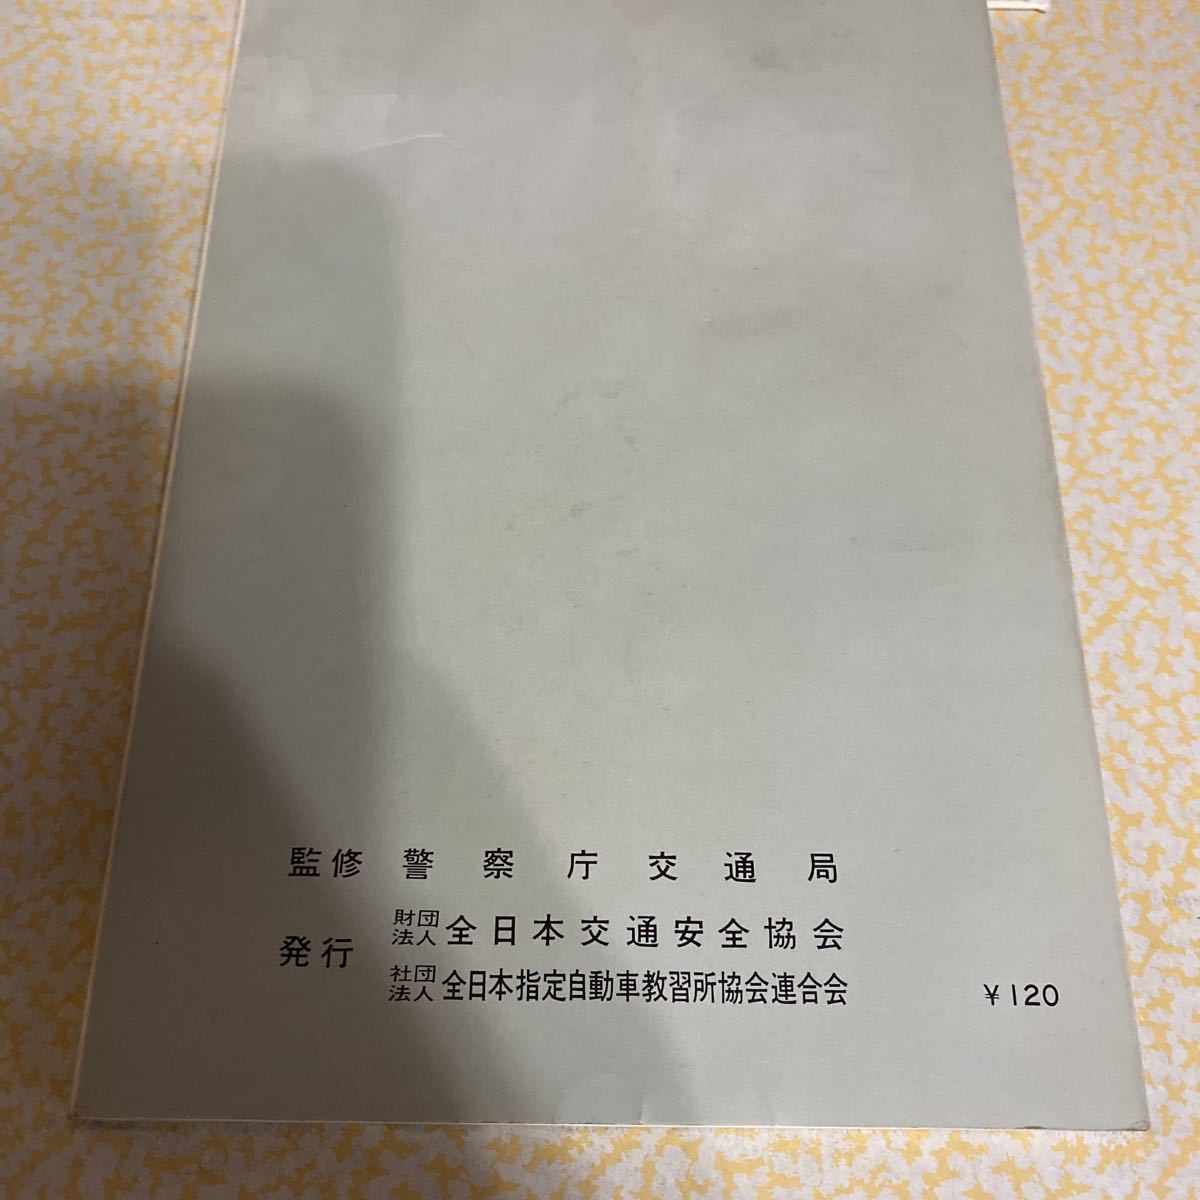 監修 警察庁交通局
発行 財団法人 全日本交通安全協会
社団法人 全日本指定自動車教習所協会連合会
¥120